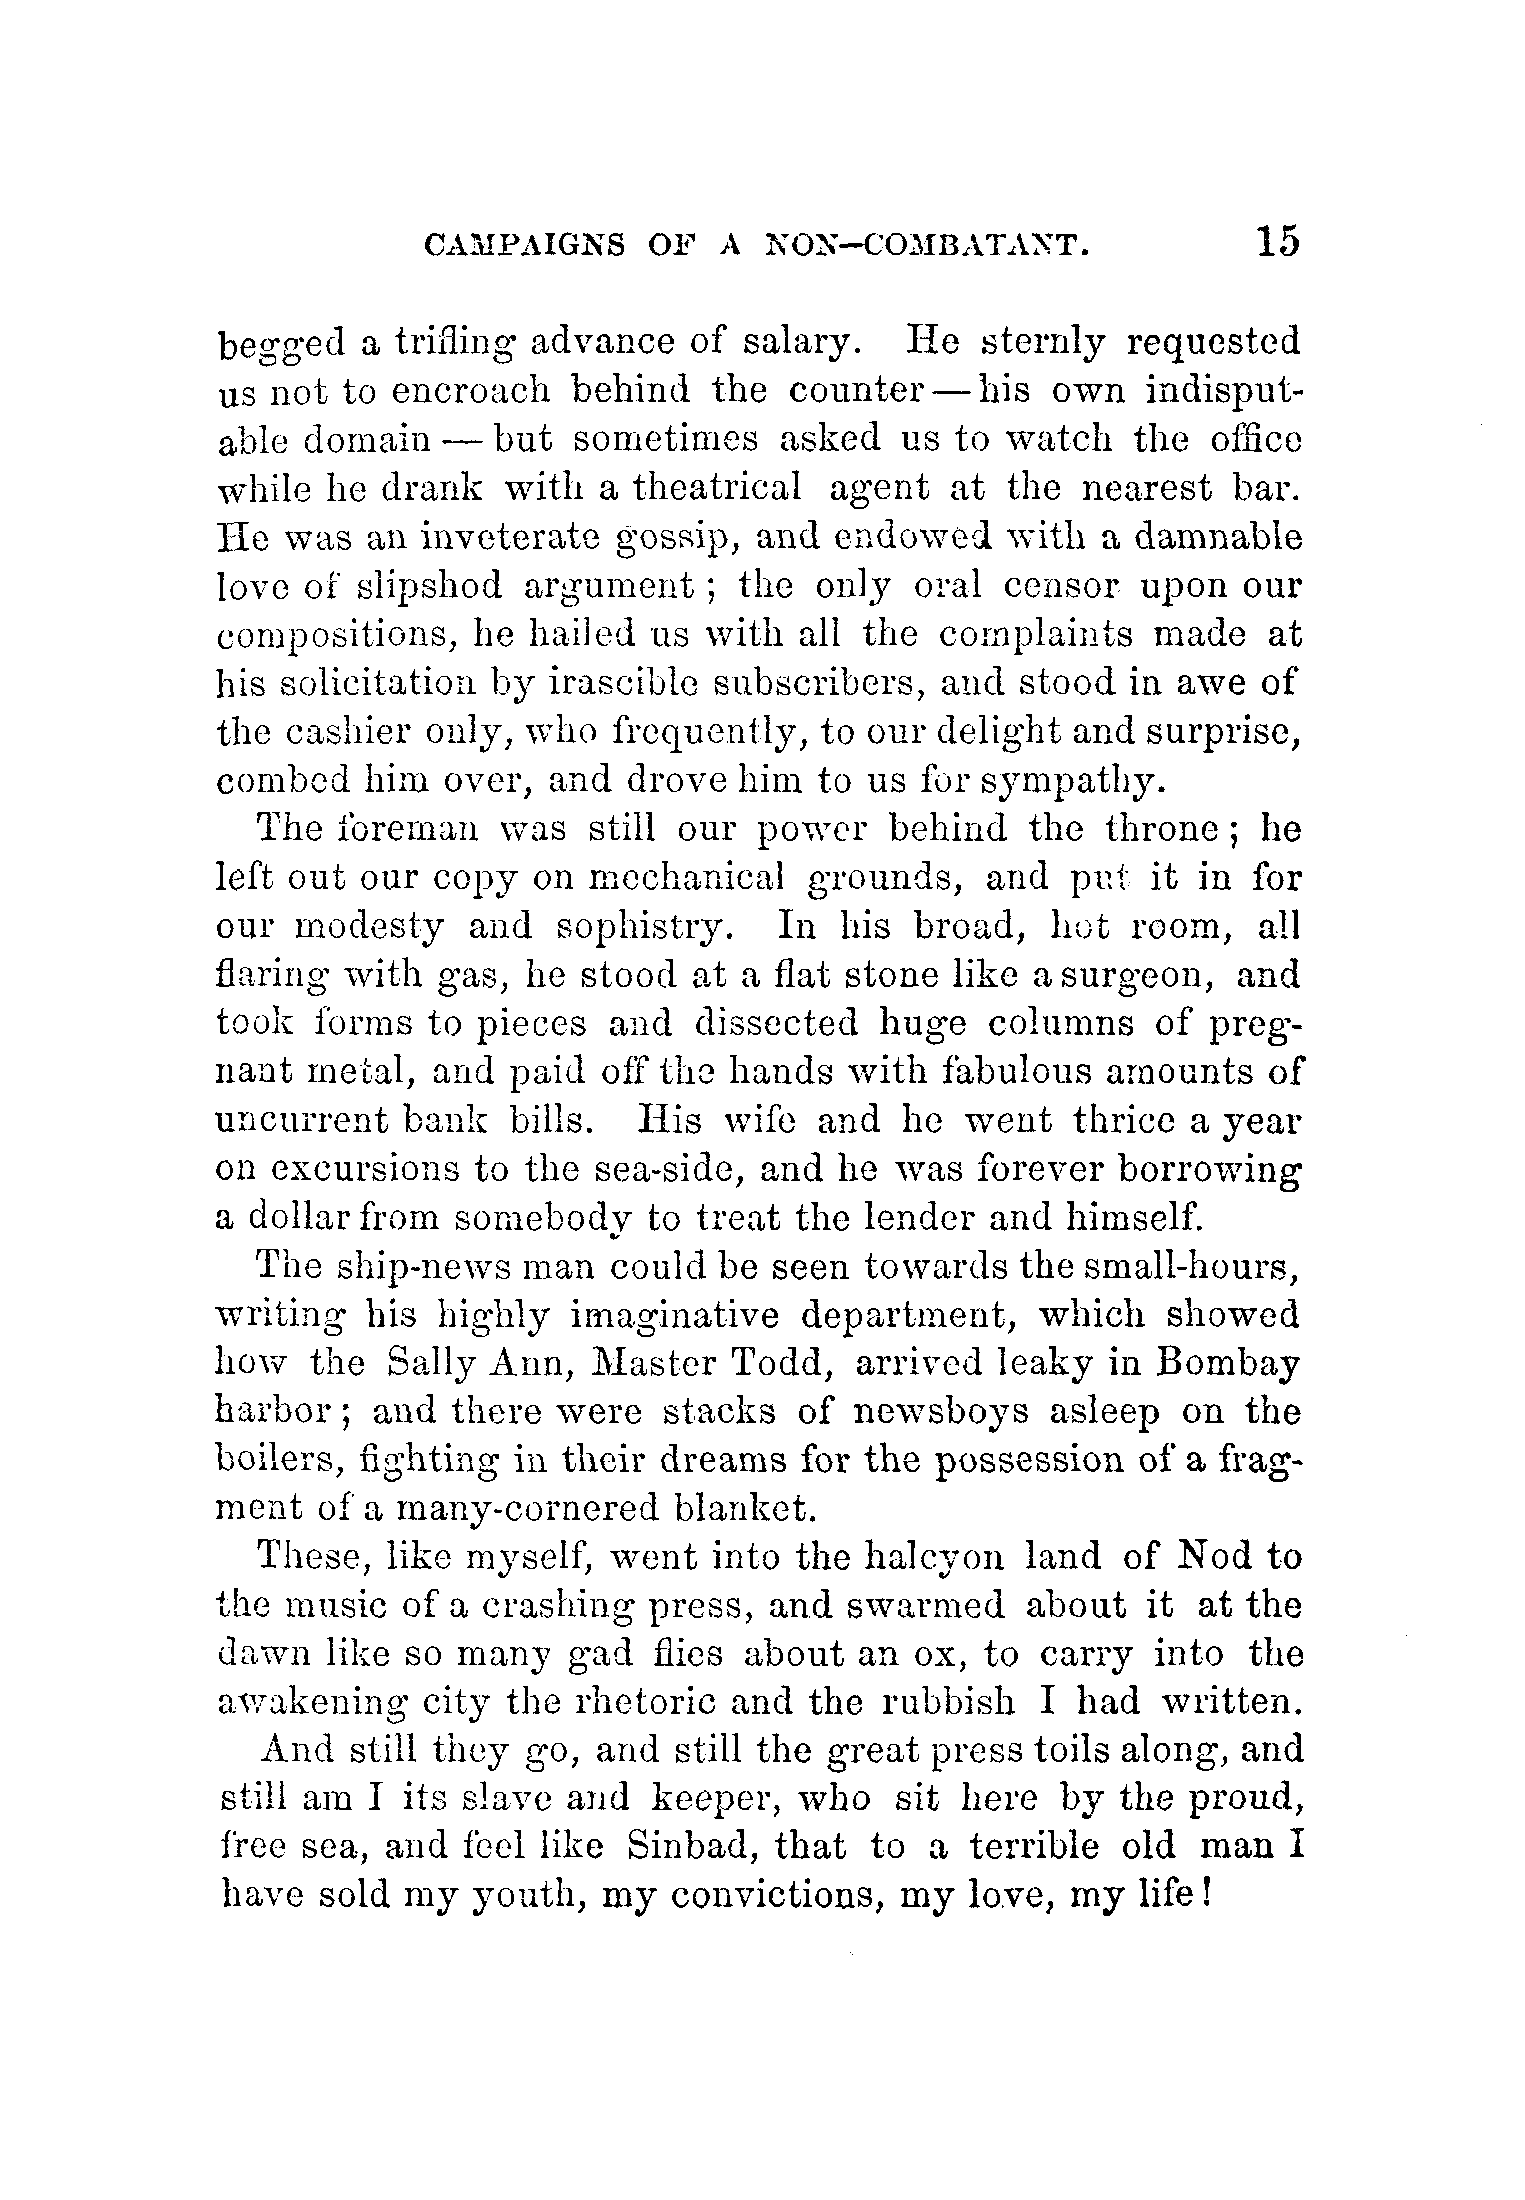 CAMPAIGNS OF A NON-COMBATANT. 15
begged a trifling advance of salary. He sternly requested
us not to encroach behind the counter — his own indisput-
able domain — but sometimes asked us to watch the office
while he drank with a theatrical agent at the nearest bar.
He was an inveterate gossip, and endowed with a damnable
love of slipshod argument ; the only oral censor upon our
compositions, he hailed us with all the complaints made at
his solicitation by irascible subscribers, and stood in awe of
the cashier only, who frequently, to our delight and surprise,
combed him over, and drove him to us for sympathy.
The foreman was still our power behind the throne ; he
left out our copy on mechanical grounds, and put it in for
our modesty and sophistry. In his broad, hot room, all
flaring with gas, he stood at a flat stone like a surgeon, and
took forms to pieces and dissected huge columns of preg-
nant metal, and paid off the hands with fabulous amounts of
uncurrent bank bills. His wife and he went thrice a year
on excursions to the sea-side, and he was forever borrowing
a dollar from somebody to treat the lender and himself.
The ship-news man could be seen towards the small-hours,
writing his highly imaginative department, which showed
how the Sally Ann, Master Todd, arrived leaky in Bombay
harbor ; and there were stacks of newsboys asleep on the
boilers, fighting in their dreams for the possession of a frag-
ment of a many-cornered blanket.
These, like myself, went into the halcyon land of Nod to
the music of a crashing press, and swarmed about it at the
dawn like so many gad flies about an ox, to carry into the
awakening city the rhetoric and the rubbish I had written.
And still they go, and still the great press toils along, and
still am I its slave and keeper, who sit here by the proud,
free sea, and feel like Sinbad, that to a terrible old man I
have sold my youth, my convictions, my love, my life !